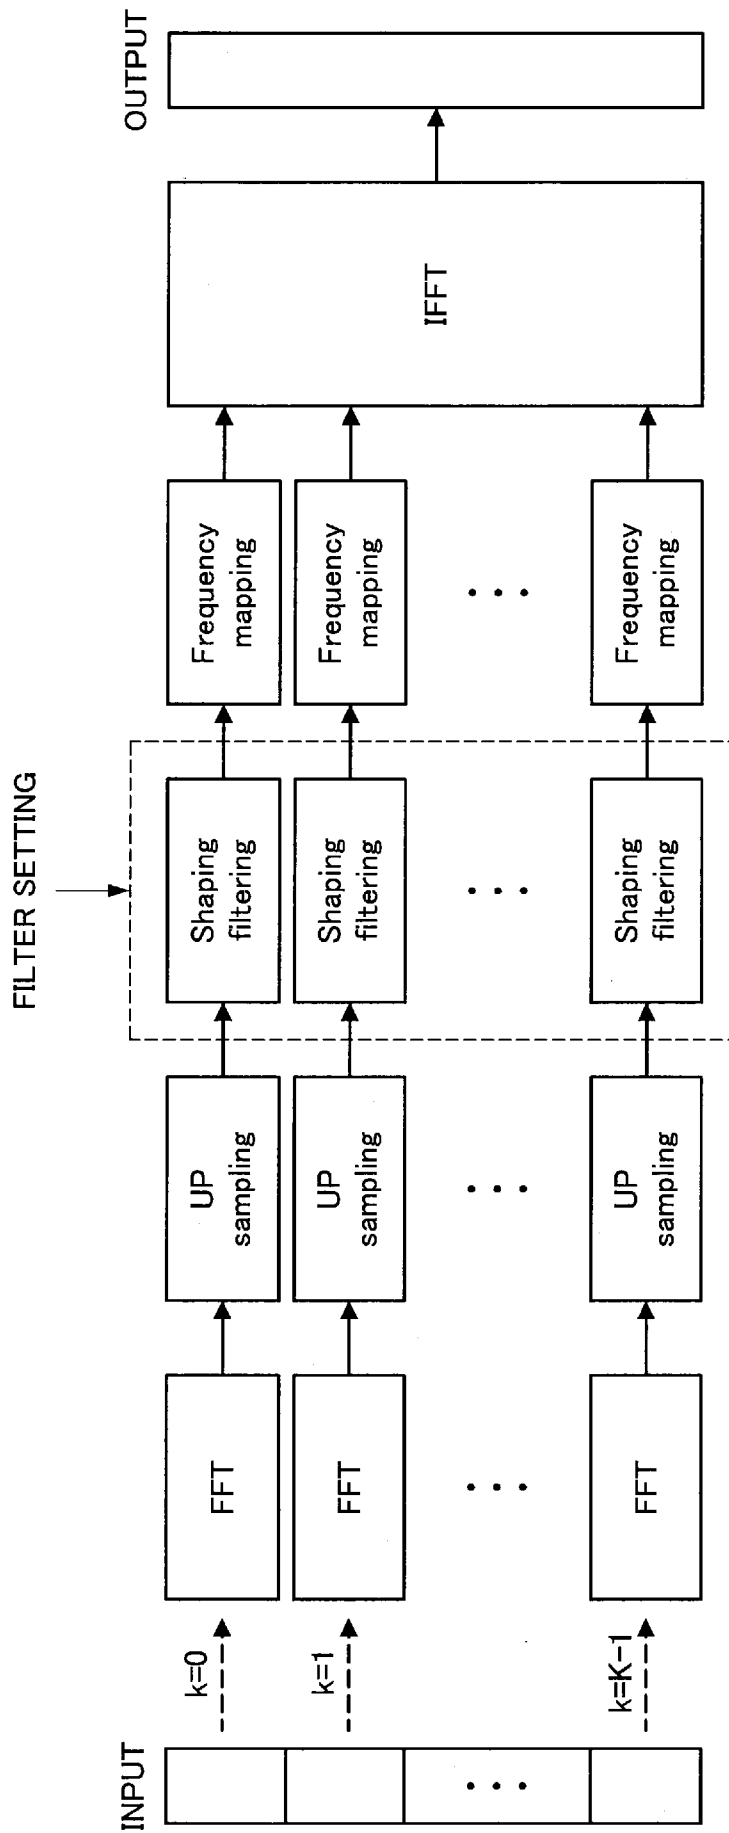 FILTER SETTING
INPUT
OUTPUT
k=0
FFT
UP
sampling
Shaping
filtering
Frequency
mapping
k=1
FFT
UP
sampling
Shaping
filtering
Frequency
mapping
IFFT
• • •
• • •
• • •
• • •
• • •
k=K-1
FFT
UP
sampling
Shaping
filtering
Frequency
mapping